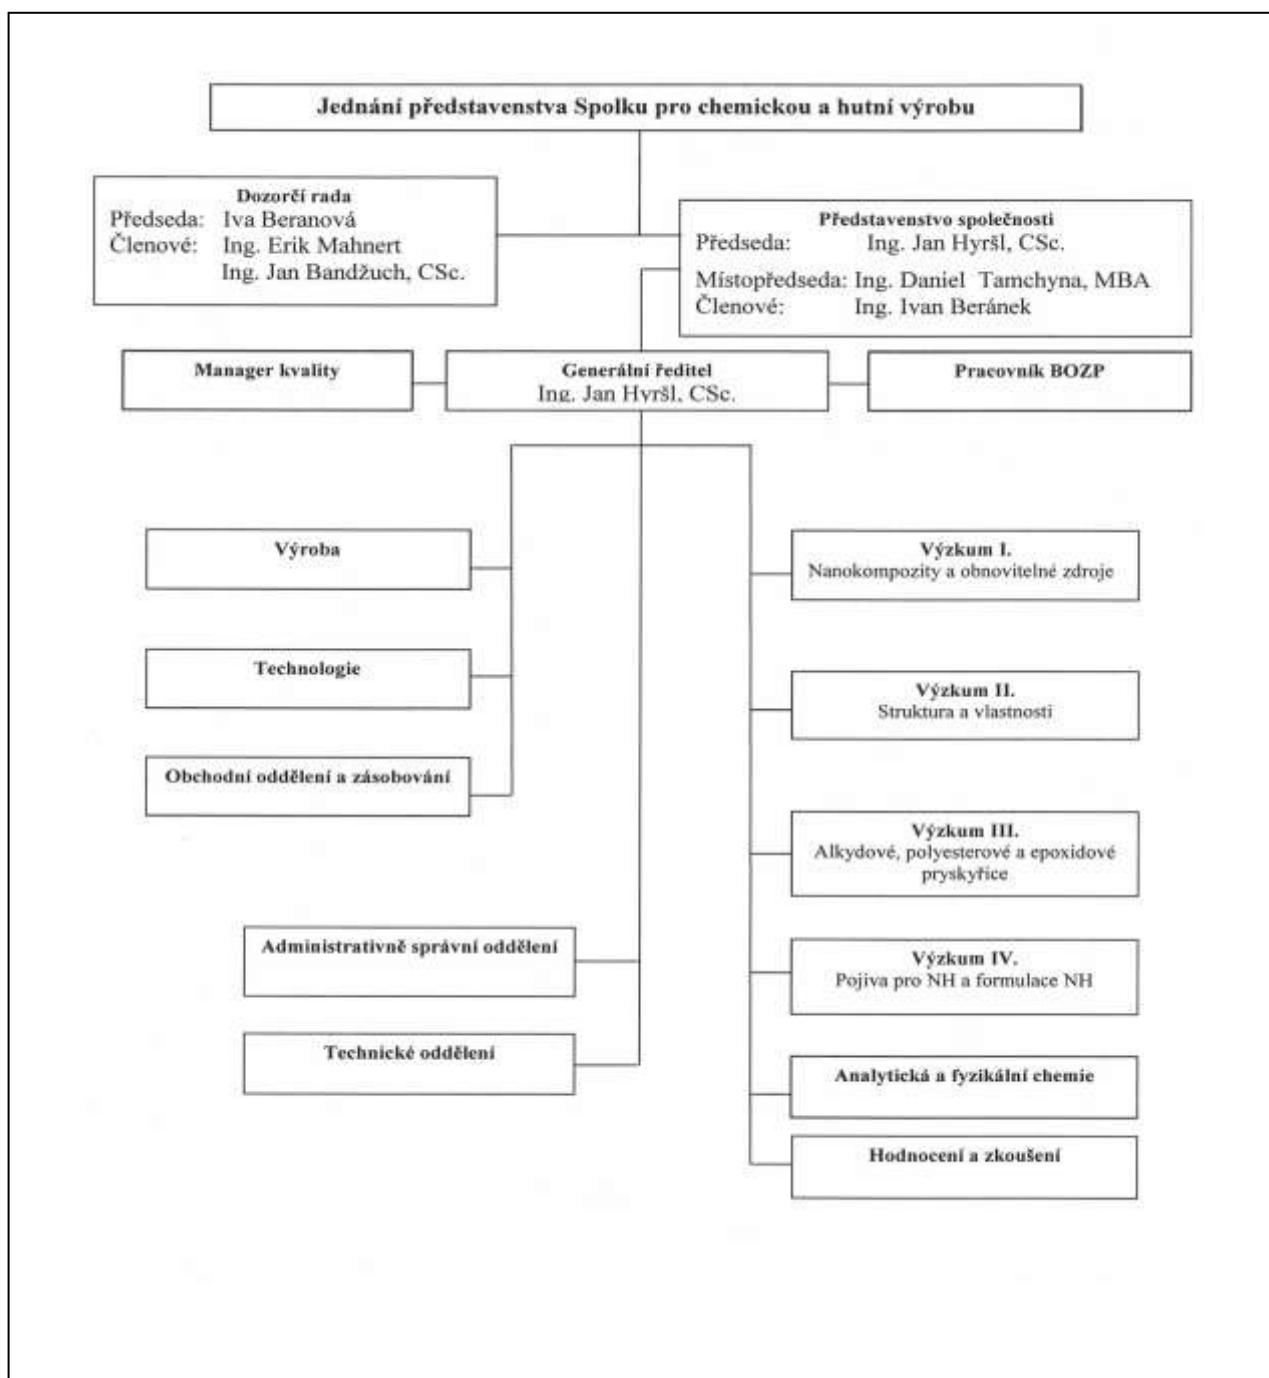 Jednání představenstva Spolku pro chemickou a hutní výrobu
Dozorčí rada
Předseda: Iva Beranová
Členové: Ing. Erik Mahnert
Ing. Jan Bandžuch, CSc.
Představenstvo společnosti
Předseda: Ing. Jan Hyršl, CSc.
Místopředseda: Ing. Daniel Tamchyna, MBA
Členové: Ing. Ivan Beránek
Manager kvality
Generální ředitel
Ing. Jan Hyršl, CSc.
Pracovník BOZP
Výroba
Technologie
Obchodní oddělení a zásobování
Administrativně správní oddělení
Technické oddělení
Výzkum I.
Nanokompozity a obnovitelné zdroje
Výzkum II.
Struktura a vlastnosti
Výzkum III.
Alkydové, polyesterové a epoxidové
pryskyřice
Výzkum IV.
Pojiva pro NH a formulace NH
Analytická a fyzikální chemie
Hodnocení a zkoušení